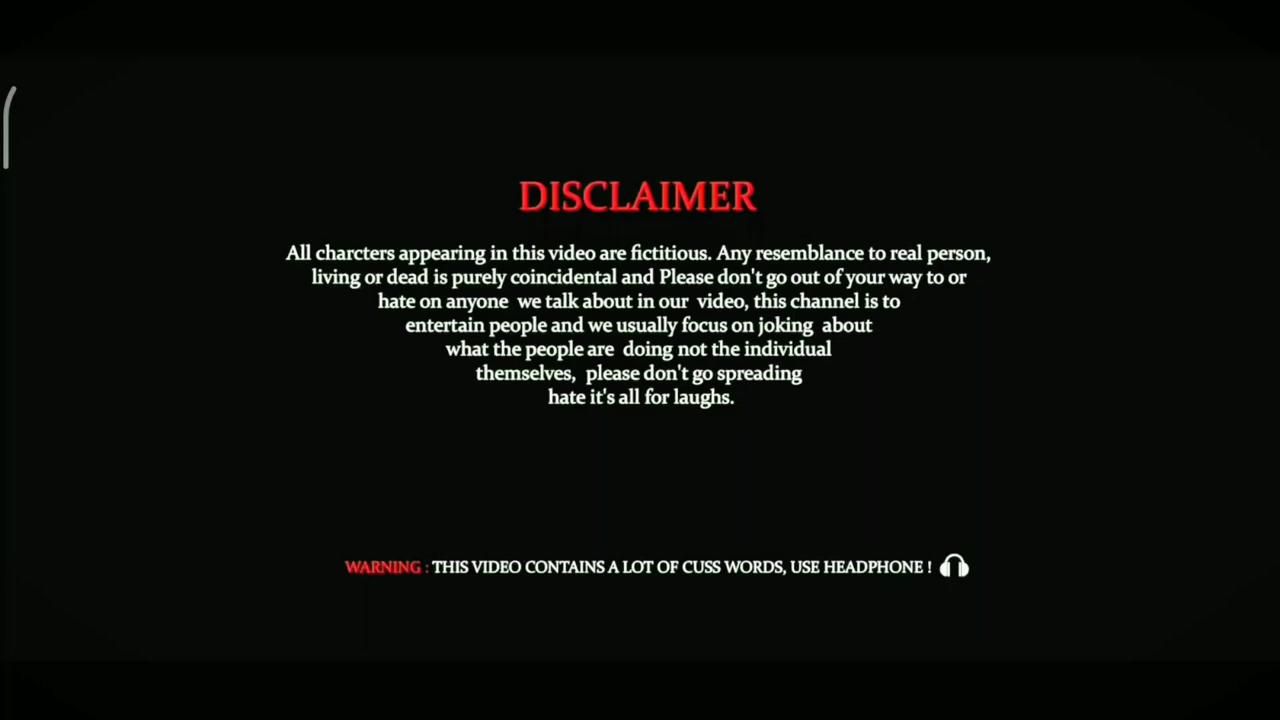 DISCLAIMER
All charcters appearing in this video are fictitious. Any resemblance to real person,
living or dead is purely coincidental and Please don't go out of your way to or
hate on anyone we talk about in our video, this channel is to
entertain people and we usually focus on joking about
what the people are doing not the individual
themselves, please don't go spreading
hate it's all for laughs.
WARNING : THIS VIDEO CONTAINS A LOT OF CUSS WORDS, USE HEADPHONE !